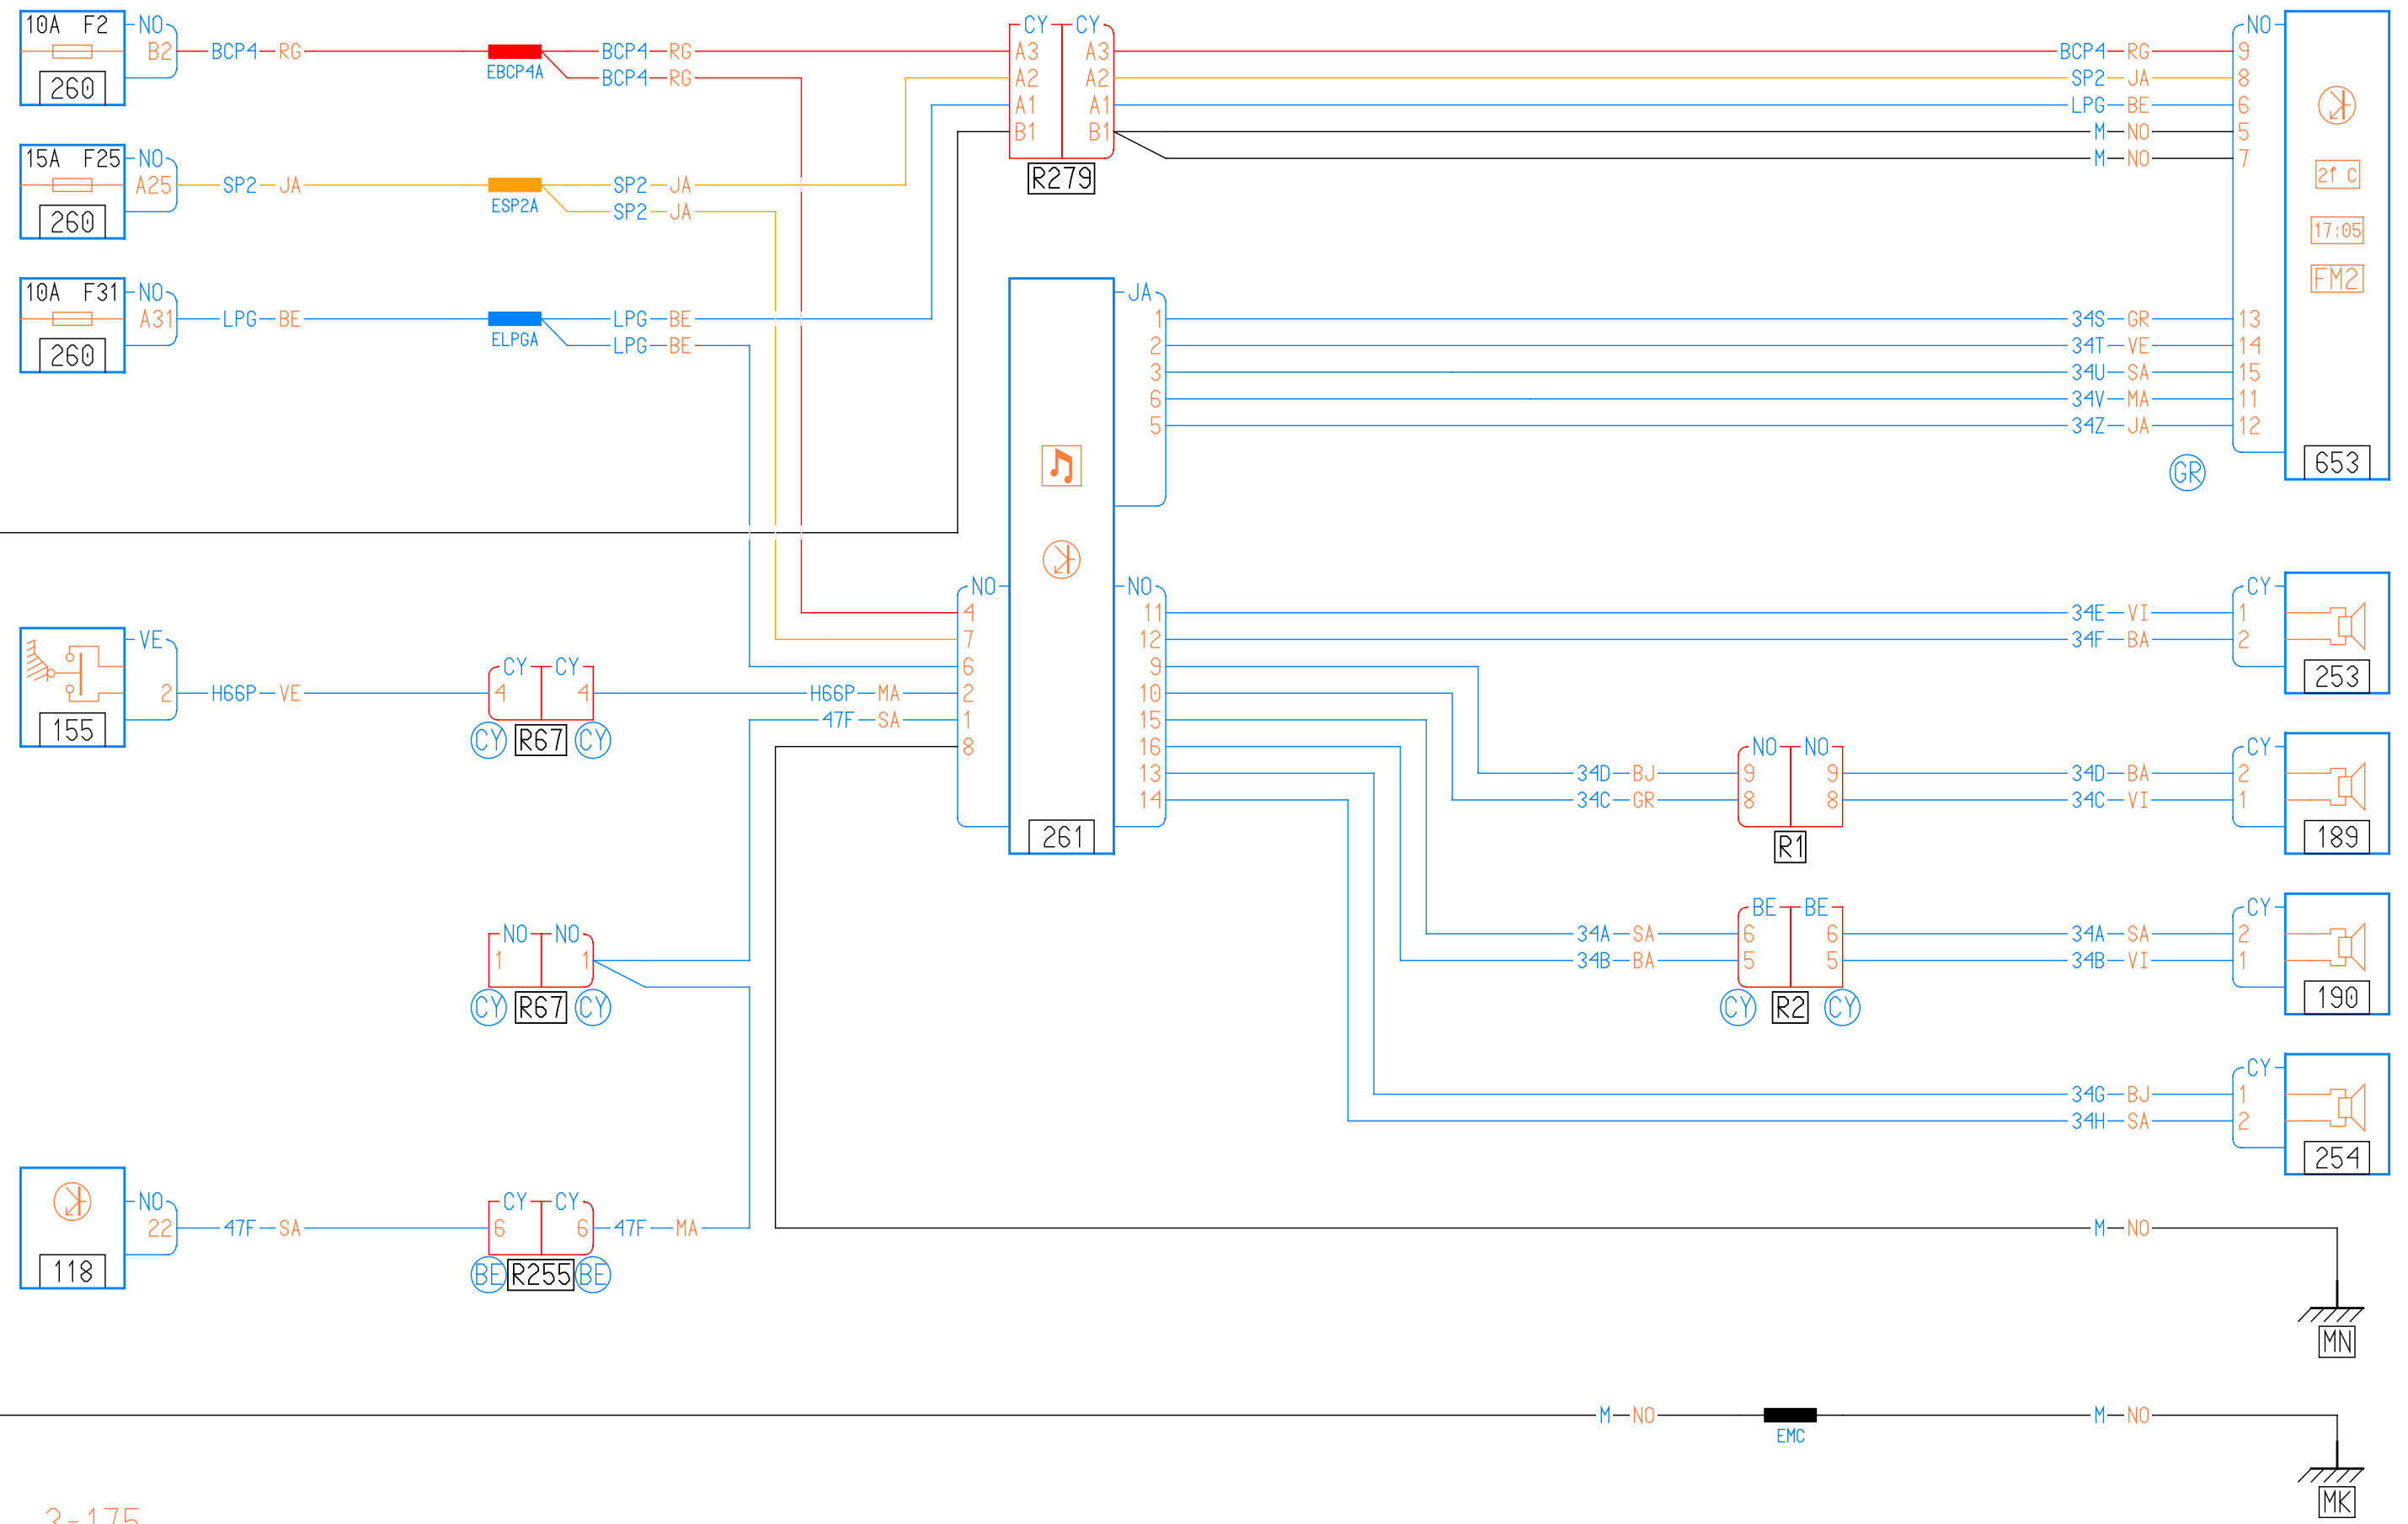 10A F2 NO
B2 BCP4 RG BCP4 RG
EBCP4A BCP4 RG
260
15A F25 NO
A25 SP2 JA SP2 JA
ESP2A SP2 JA
260
10A F31 NO
A31 LPG BE LPG BE
ELPGA LPG BE
260
CY CY
A3 A3
A2 A2
A1 A1
B1 B1
R279
NO
BCP4 RG 9
SP2 JA 8
LPG BE 6
M NO 5
M NO 7
17:05
FM2
JA
1 34S GR 13
2 34T VE 14
3 34U SA 15
6 34V MA 11
5 34Z JA 12
GR
653
NO NO
4
7
6
2
1
8
11
12
9
10
15
16
13
14
261
VE
2 H66P VE
155
CY CY
4 4
CY R67 CY
H66P MA
47F SA
NO NO
1 1
CY R67 CY
NO
22 47F SA
118
CY CY
6 6 47F MA
BE R255 BE
CY
34E VI 1
34F BA 2
253
NO NO
34D BJ 9 9 34D BA
34C GR 8 8 34C VI
R1
CY
2
1
189
BE BE
34A SA 6 6 34A SA
34B BA 5 5 34B VI
CY R2 CY
CY
2
1
190
CY
34G BJ 1
34H SA 2
254
M NO
MN
M NO M NO
EMC
MK
3-175